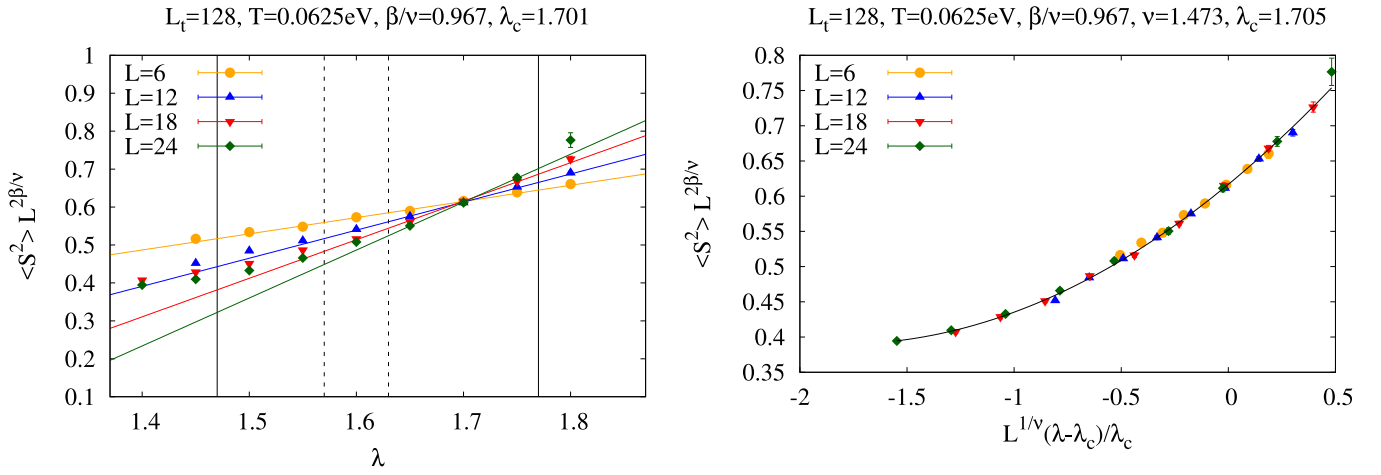 L_t=128, T=0.0625eV, β/ν=0.967, λ_c=1.701
<S²> L^{2β/ν}
1
0.9
0.8
0.7
0.6
0.5
0.4
0.3
0.2
0.1
L=6
L=12
L=18
L=24
1.4 1.5 1.6 1.7 1.8
λ
L_t=128, T=0.0625eV, β/ν=0.967, ν=1.473, λ_c=1.705
<S²> L^{2β/ν}
0.8
0.75
0.7
0.65
0.6
0.55
0.5
0.45
0.4
0.35
L=6
L=12
L=18
L=24
-2 -1.5 -1 -0.5 0 0.5
L^{1/ν}(λ-λ_c)/λ_c